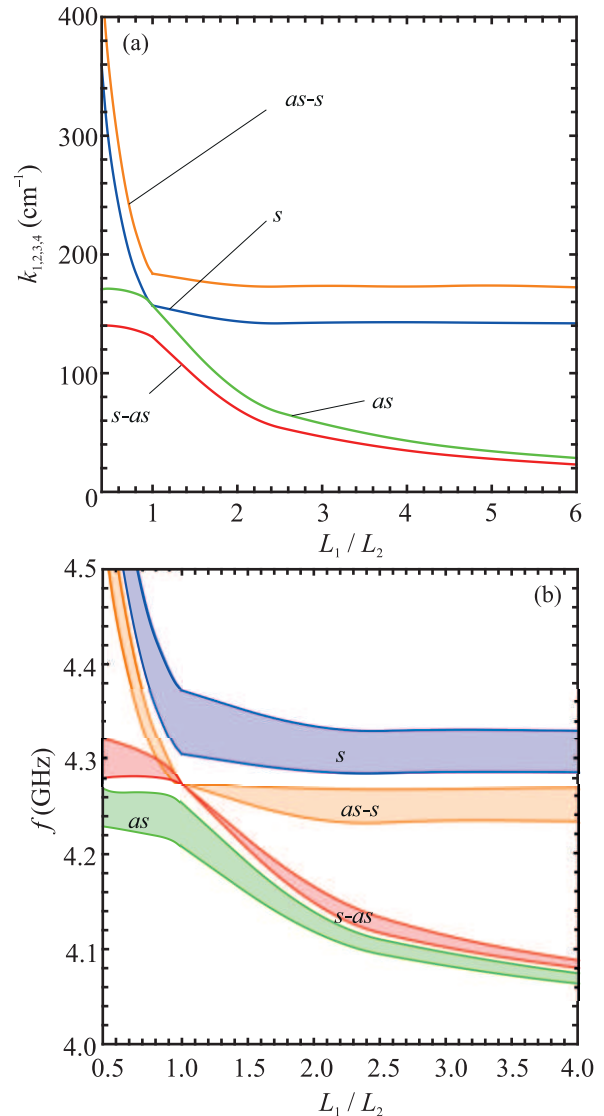 (a)
400
300
200
100
0
k1,2,3,4 (cm⁻¹)
as-s
s
s-as
as
1 2 3 4 5 6
L1 / L2
(b)
4.5
4.4
4.3
4.2
4.1
4.0
f (GHz)
s
as-s
as
s-as
0.5 1.0 1.5 2.0 2.5 3.0 3.5 4.0
L1 / L2